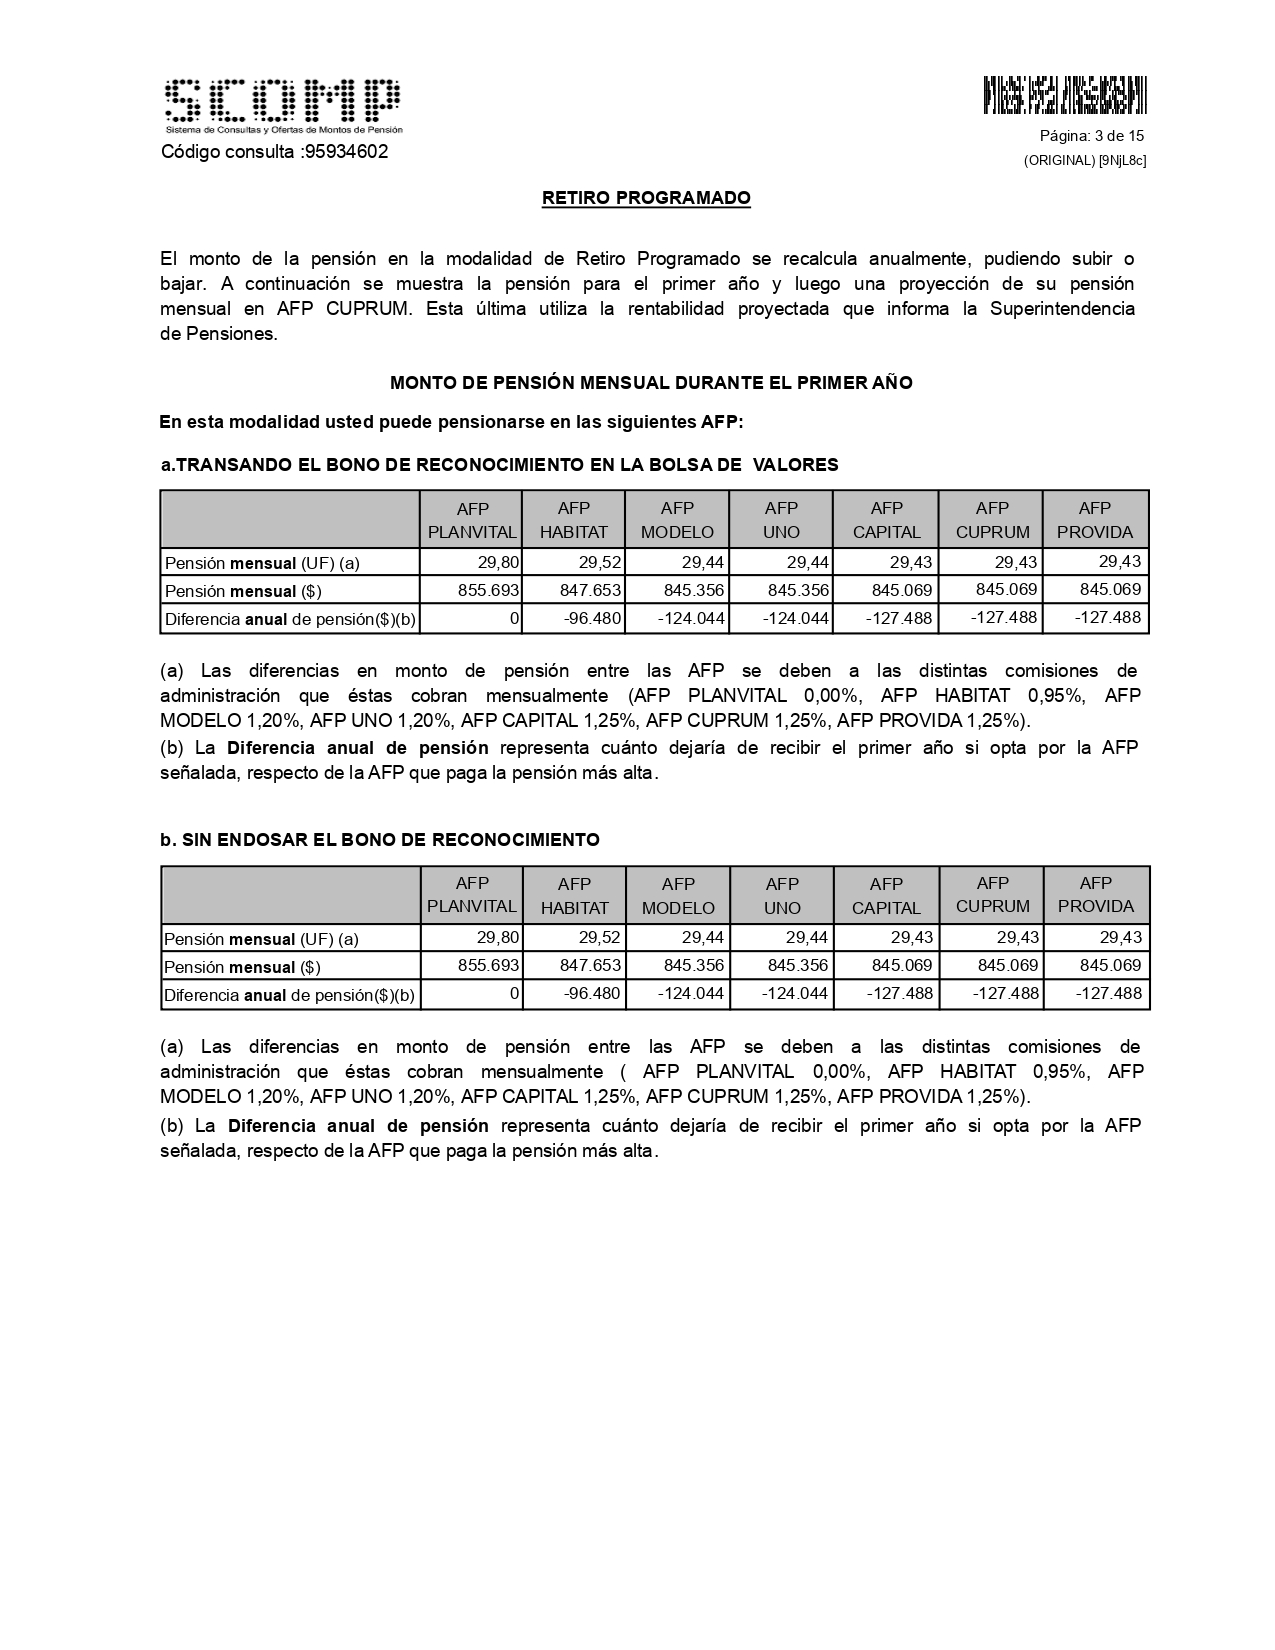 SCOMP
Sistema de Consultas y Ofertas de Montos de Pensión
Código consulta :95934602
Página: 3 de 15
(ORIGINAL) [9NjL8c]
RETIRO PROGRAMADO
El monto de la pensión en la modalidad de Retiro Programado se recalcula anualmente, pudiendo subir o
bajar. A continuación se muestra la pensión para el primer año y luego una proyección de su pensión
mensual en AFP CUPRUM. Esta última utiliza la rentabilidad proyectada que informa la Superintendencia
de Pensiones.
MONTO DE PENSIÓN MENSUAL DURANTE EL PRIMER AÑO
En esta modalidad usted puede pensionarse en las siguientes AFP:
a.TRANSANDO EL BONO DE RECONOCIMIENTO EN LA BOLSA DE VALORES
AFP AFP AFP AFP AFP AFP AFP
PLANVITAL HABITAT MODELO UNO CAPITAL CUPRUM PROVIDA
Pensión mensual (UF) (a) 29,80 29,52 29,44 29,44 29,43 29,43 29,43
Pensión mensual ($) 855.693 847.653 845.356 845.356 845.069 845.069 845.069
Diferencia anual de pensión($)(b) 0 -96.480 -124.044 -124.044 -127.488 -127.488 -127.488
(a) Las diferencias en monto de pensión entre las AFP se deben a las distintas comisiones de
administración que éstas cobran mensualmente (AFP PLANVITAL 0,00%, AFP HABITAT 0,95%, AFP
MODELO 1,20%, AFP UNO 1,20%, AFP CAPITAL 1,25%, AFP CUPRUM 1,25%, AFP PROVIDA 1,25%).
(b) La Diferencia anual de pensión representa cuánto dejaría de recibir el primer año si opta por la AFP
señalada, respecto de la AFP que paga la pensión más alta.
b. SIN ENDOSAR EL BONO DE RECONOCIMIENTO
AFP AFP AFP AFP AFP AFP AFP
PLANVITAL HABITAT MODELO UNO CAPITAL CUPRUM PROVIDA
Pensión mensual (UF) (a) 29,80 29,52 29,44 29,44 29,43 29,43 29,43
Pensión mensual ($) 855.693 847.653 845.356 845.356 845.069 845.069 845.069
Diferencia anual de pensión($)(b) 0 -96.480 -124.044 -124.044 -127.488 -127.488 -127.488
(a) Las diferencias en monto de pensión entre las AFP se deben a las distintas comisiones de
administración que éstas cobran mensualmente ( AFP PLANVITAL 0,00%, AFP HABITAT 0,95%, AFP
MODELO 1,20%, AFP UNO 1,20%, AFP CAPITAL 1,25%, AFP CUPRUM 1,25%, AFP PROVIDA 1,25%).
(b) La Diferencia anual de pensión representa cuánto dejaría de recibir el primer año si opta por la AFP
señalada, respecto de la AFP que paga la pensión más alta.